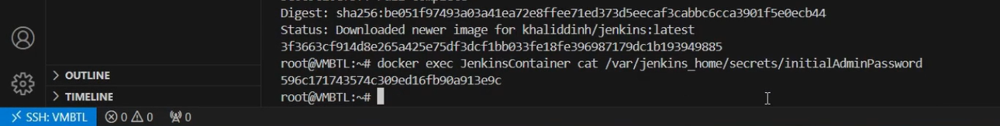 Digest: sha256:be051f97493a03a41ea72e8ffee71ed373d5eecaf3cabbc6cca3901f5e0ecb44
Status: Downloaded newer image for khaliddinh/jenkins:latest
3f3663cf914d8e265a425e75df3dcf1bb033fe18fe396987179dc1b193949885
root@VMBTL:~# docker exec JenkinsContainer cat /var/jenkins_home/secrets/initialAdminPassword
596c171743574c309ed16fb90a913e9c
root@VMBTL:~#
OUTLINE
TIMELINE
SSH: VMBTL 0 0 0